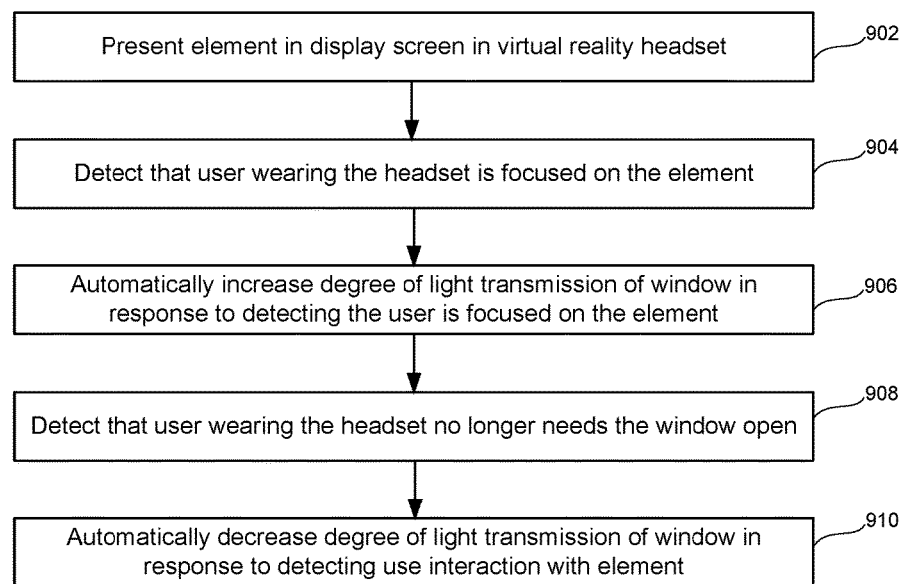 Present element in display screen in virtual reality headset
902
Detect that user wearing the headset is focused on the element
904
Automatically increase degree of light transmission of window in
response to detecting the user is focused on the element
906
Detect that user wearing the headset no longer needs the window open
908
Automatically decrease degree of light transmission of window in
response to detecting use interaction with element
910